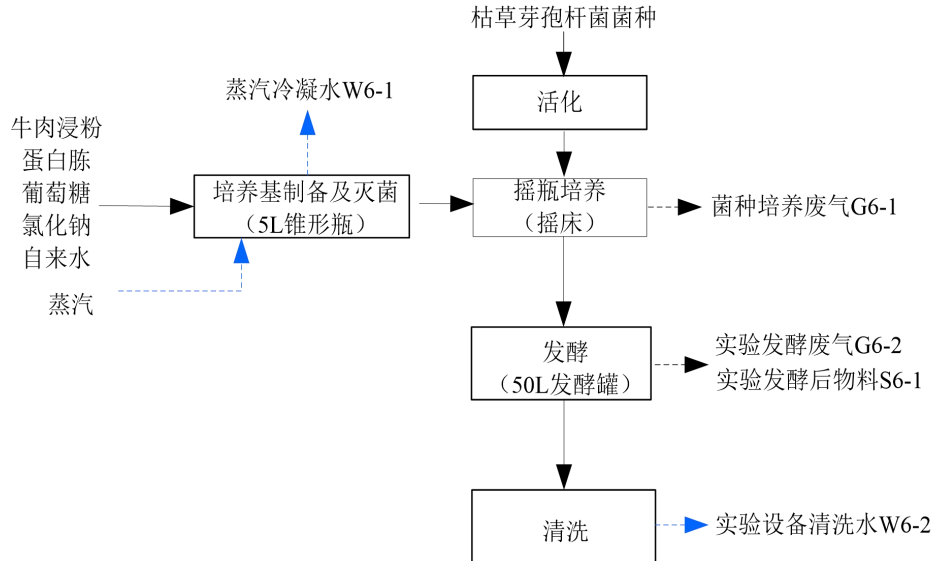 枯草芽孢杆菌菌种
活化
蒸汽冷凝水W6-1
牛肉浸粉
蛋白胨
葡萄糖
氯化钠
自来水
蒸汽
培养基制备及灭菌
（5L锥形瓶）
摇瓶培养
（摇床）
菌种培养废气G6-1
发酵
（50L发酵罐）
实验发酵废气G6-2
实验发酵后物料S6-1
清洗
实验设备清洗水W6-2